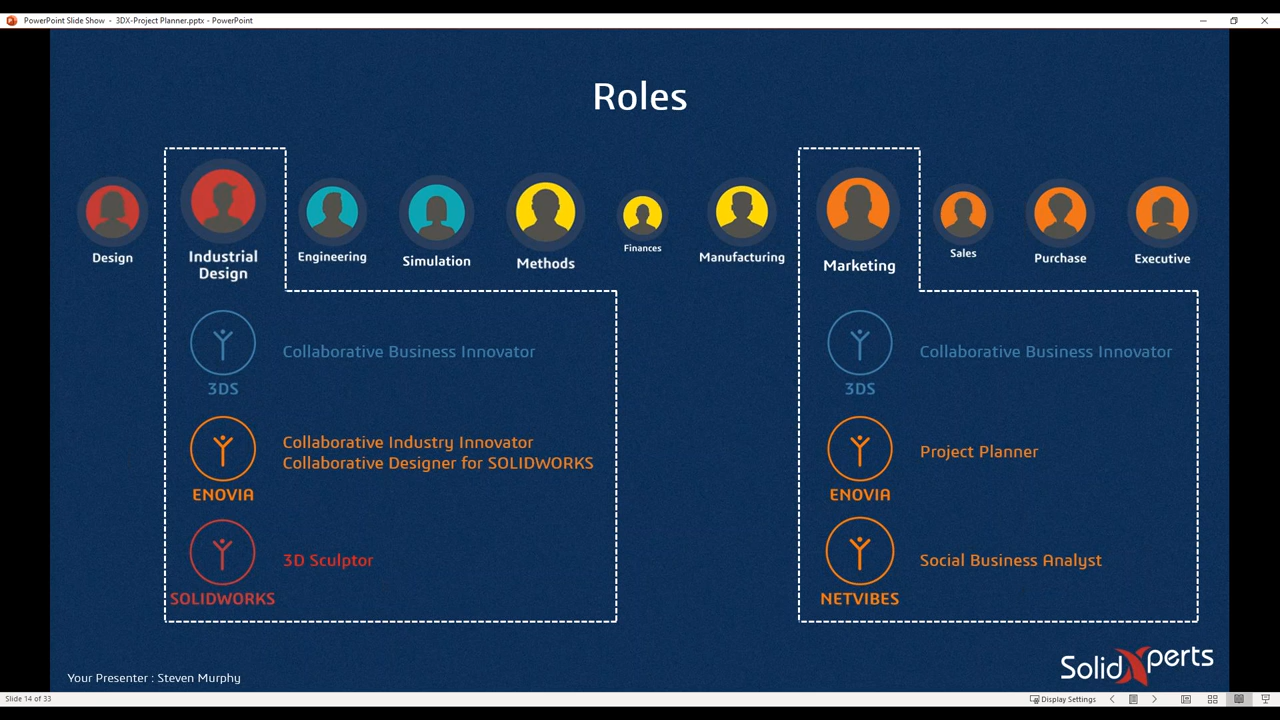 PowerPoint Slide Show - 3DX-Project Planner.pptx - PowerPoint
Roles
Design
Industrial
Design
Engineering
Simulation
Methods
Finances
Manufacturing
Marketing
Sales
Purchase
Executive
3DS
Collaborative Business Innovator
ENOVIA
Collaborative Industry Innovator
Collaborative Designer for SOLIDWORKS
SOLIDWORKS
3D Sculptor
3DS
Collaborative Business Innovator
ENOVIA
Project Planner
NETVIBES
Social Business Analyst
Your Presenter : Steven Murphy
SolidXperts
Slide 14 of 33
Display Settings